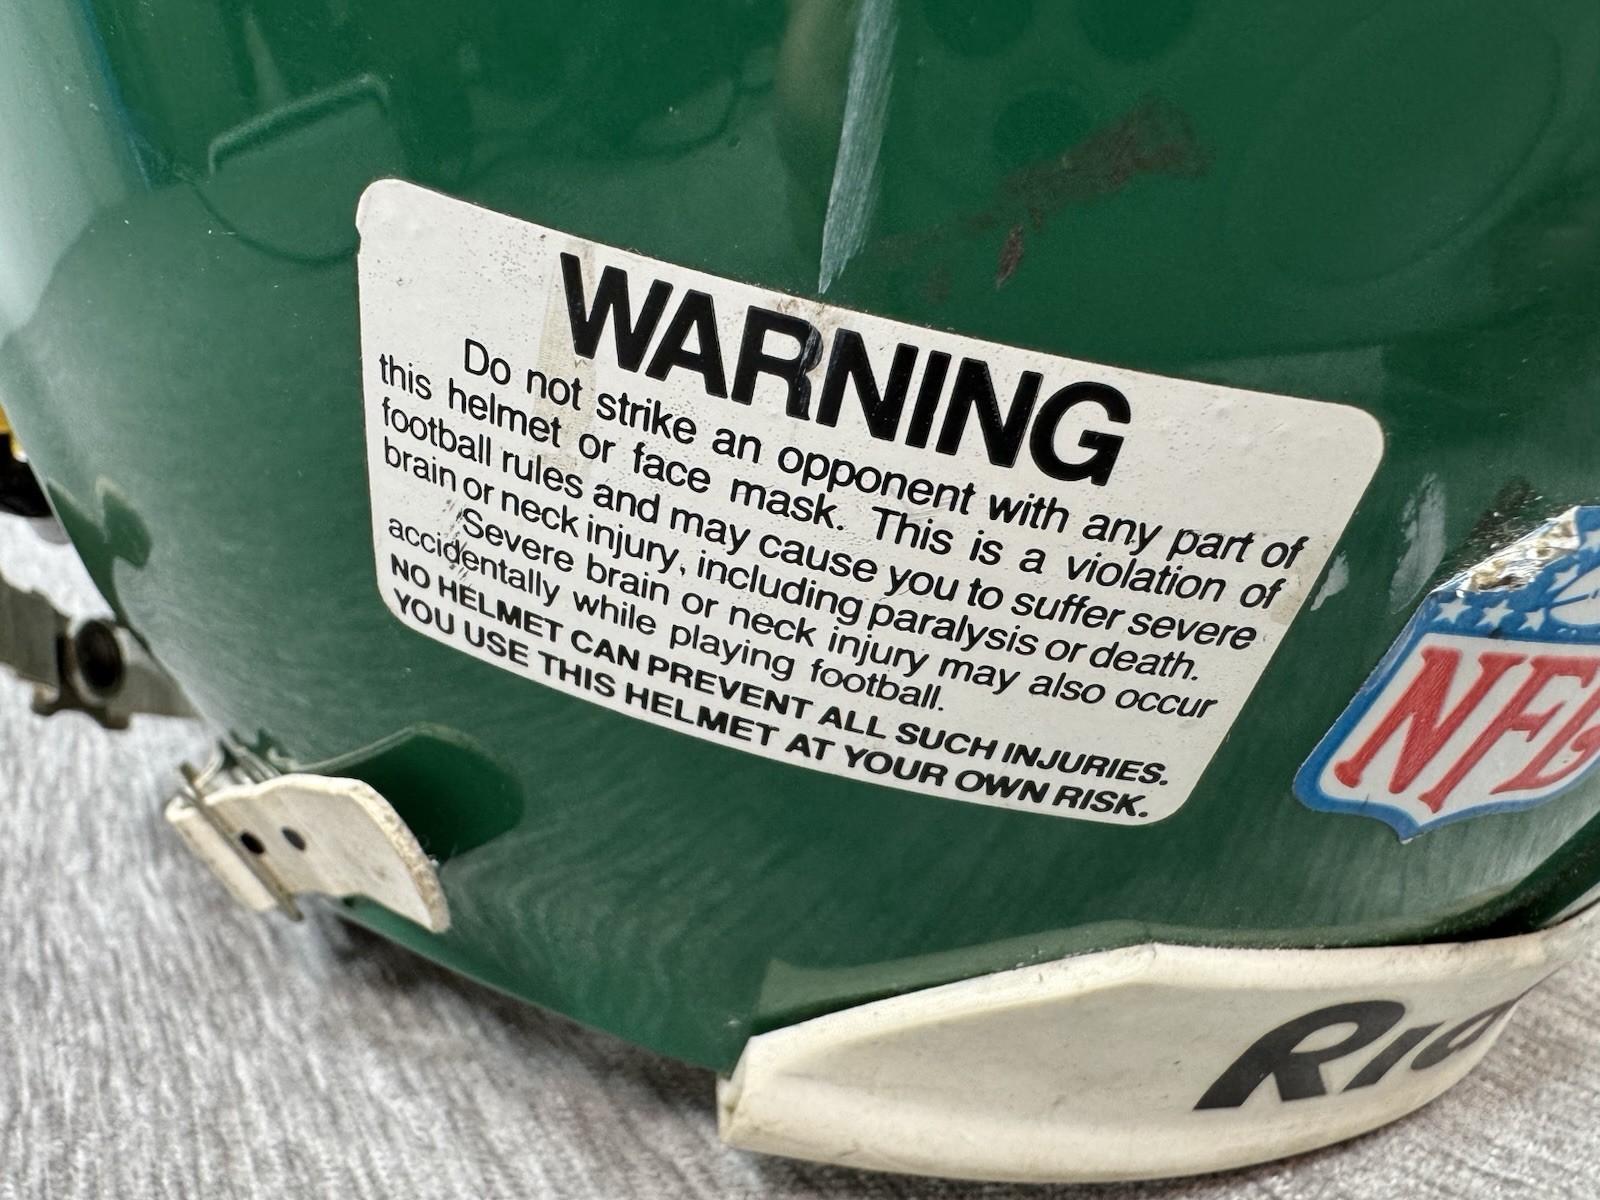 WARNING
Do not strike an opponent with any part of
this helmet or face mask. This is a violation of
football rules and may cause you to suffer severe
brain or neck injury, including paralysis or death.
Severe brain or neck injury may also occur
accidentally while playing football.
NO HELMET CAN PREVENT ALL SUCH INJURIES.
YOU USE THIS HELMET AT YOUR OWN RISK.
NFL